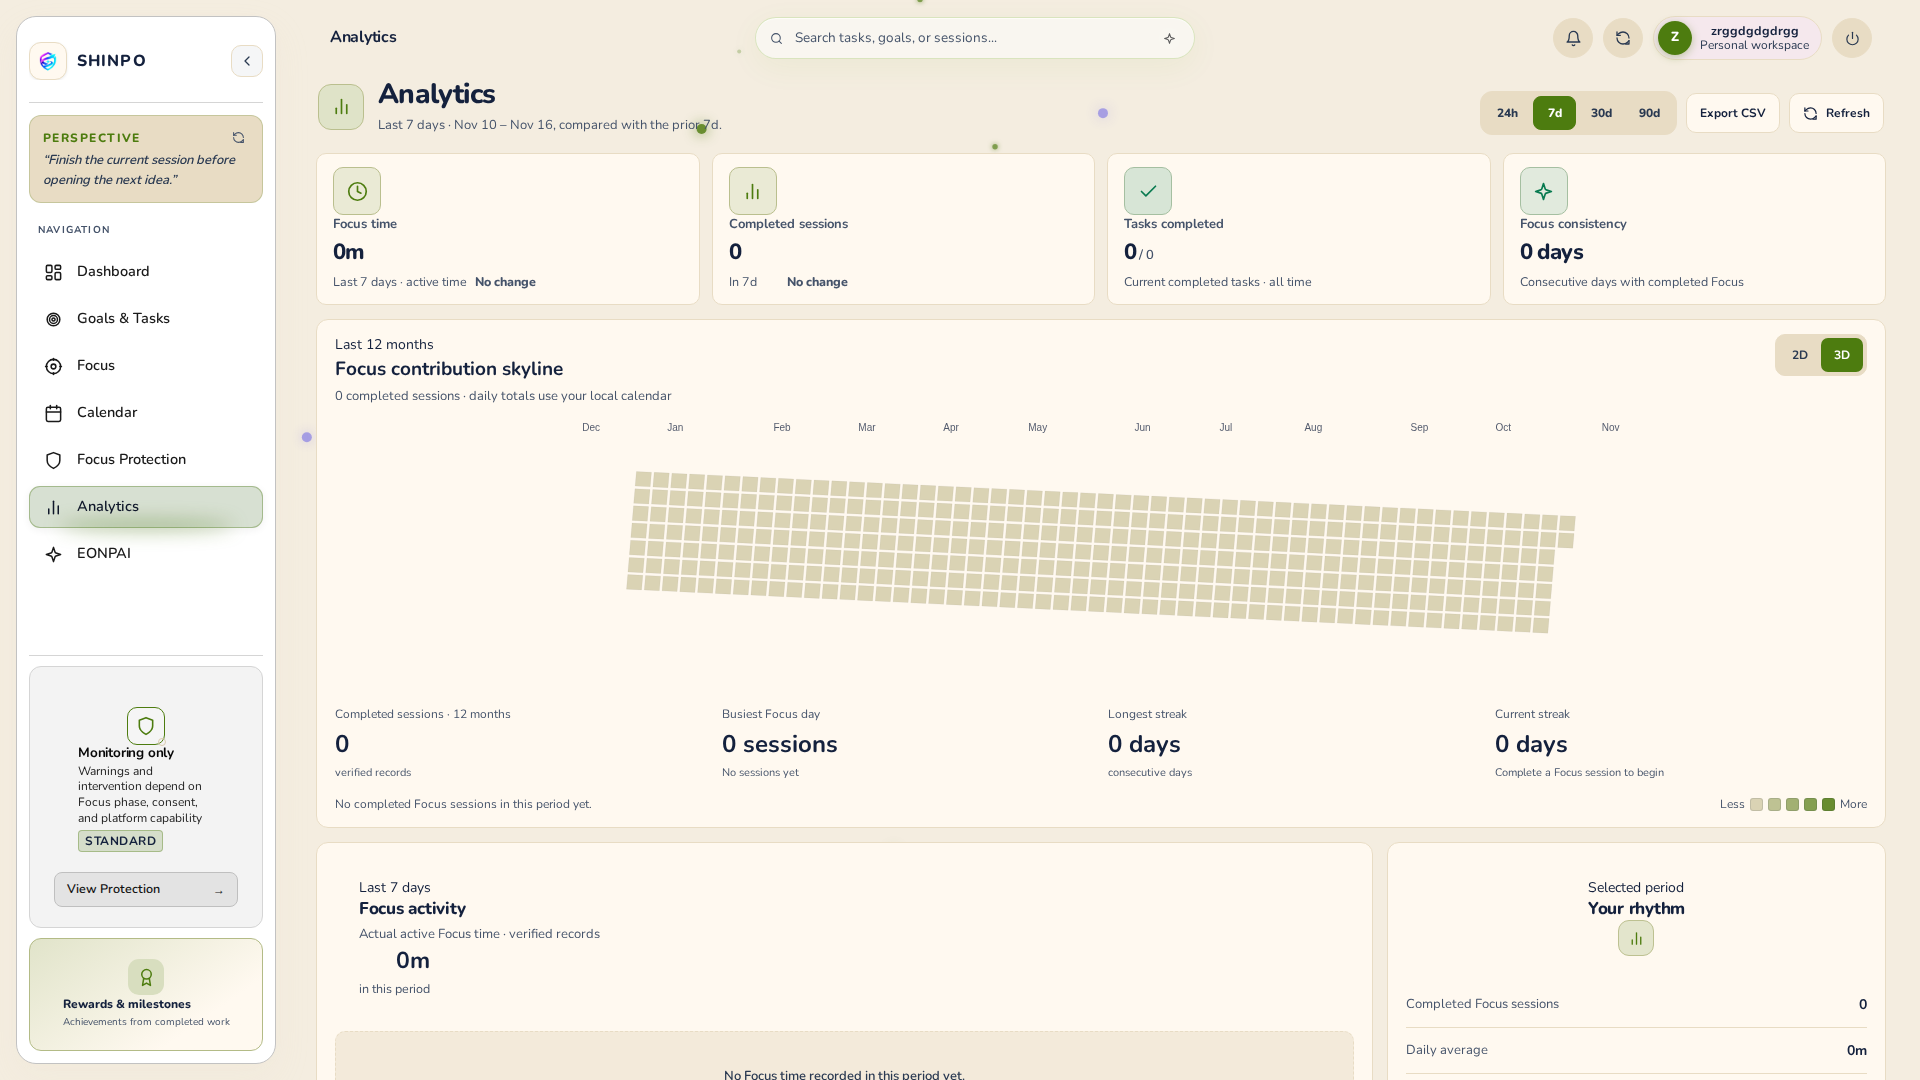 SHINPO
PERSPECTIVE
“Finish the current session before
opening the next idea.”
NAVIGATION
Dashboard
Goals & Tasks
Focus
Calendar
Focus Protection
Analytics
EONPAI
Monitoring only
Warnings and
intervention depend on
Focus phase, consent,
and platform capability
STANDARD
View Protection →
Rewards & milestones
Achievements from completed work
Analytics
Search tasks, goals, or sessions...
Z
zrggdgdgdrgg
Personal workspace
Analytics
Last 7 days · Nov 10 – Nov 16, compared with the prior 7d.
24h 7d 30d 90d
Export CSV
Refresh
Focus time
0m
Last 7 days · active time No change
Completed sessions
0
In 7d No change
Tasks completed
0 / 0
Current completed tasks · all time
Focus consistency
0 days
Consecutive days with completed Focus
Last 12 months
Focus contribution skyline
0 completed sessions · daily totals use your local calendar
2D 3D
Dec Jan Feb Mar Apr May Jun Jul Aug Sep Oct Nov
Completed sessions · 12 months
0
verified records
Busiest Focus day
0 sessions
No sessions yet
Longest streak
0 days
consecutive days
Current streak
0 days
Complete a Focus session to begin
No completed Focus sessions in this period yet.
Less More
Last 7 days
Focus activity
Actual active Focus time · verified records
0m
in this period
No Focus time recorded in this period yet.
Selected period
Your rhythm
Completed Focus sessions 0
Daily average 0m